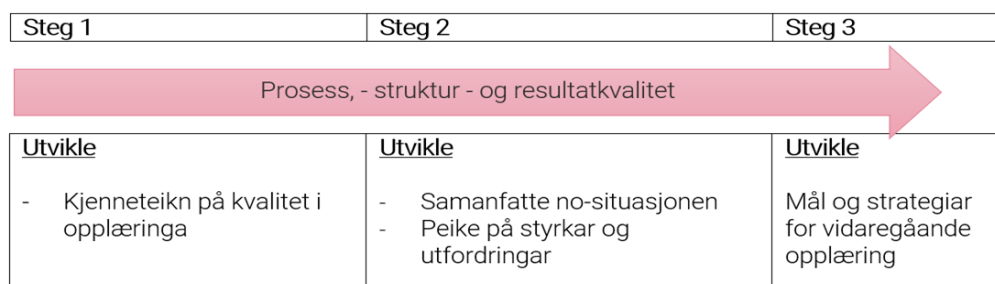 Steg 1
Steg 2
Steg 3
Prosess, - struktur - og resultatkvalitet
Utvikle
- Kjenneteikn på kvalitet i
opplæringa
Utvikle
- Samanfatte no-situasjonen
- Peike på styrkar og
utfordringar
Utvikle
Mål og strategiar
for vidaregåande
opplæring